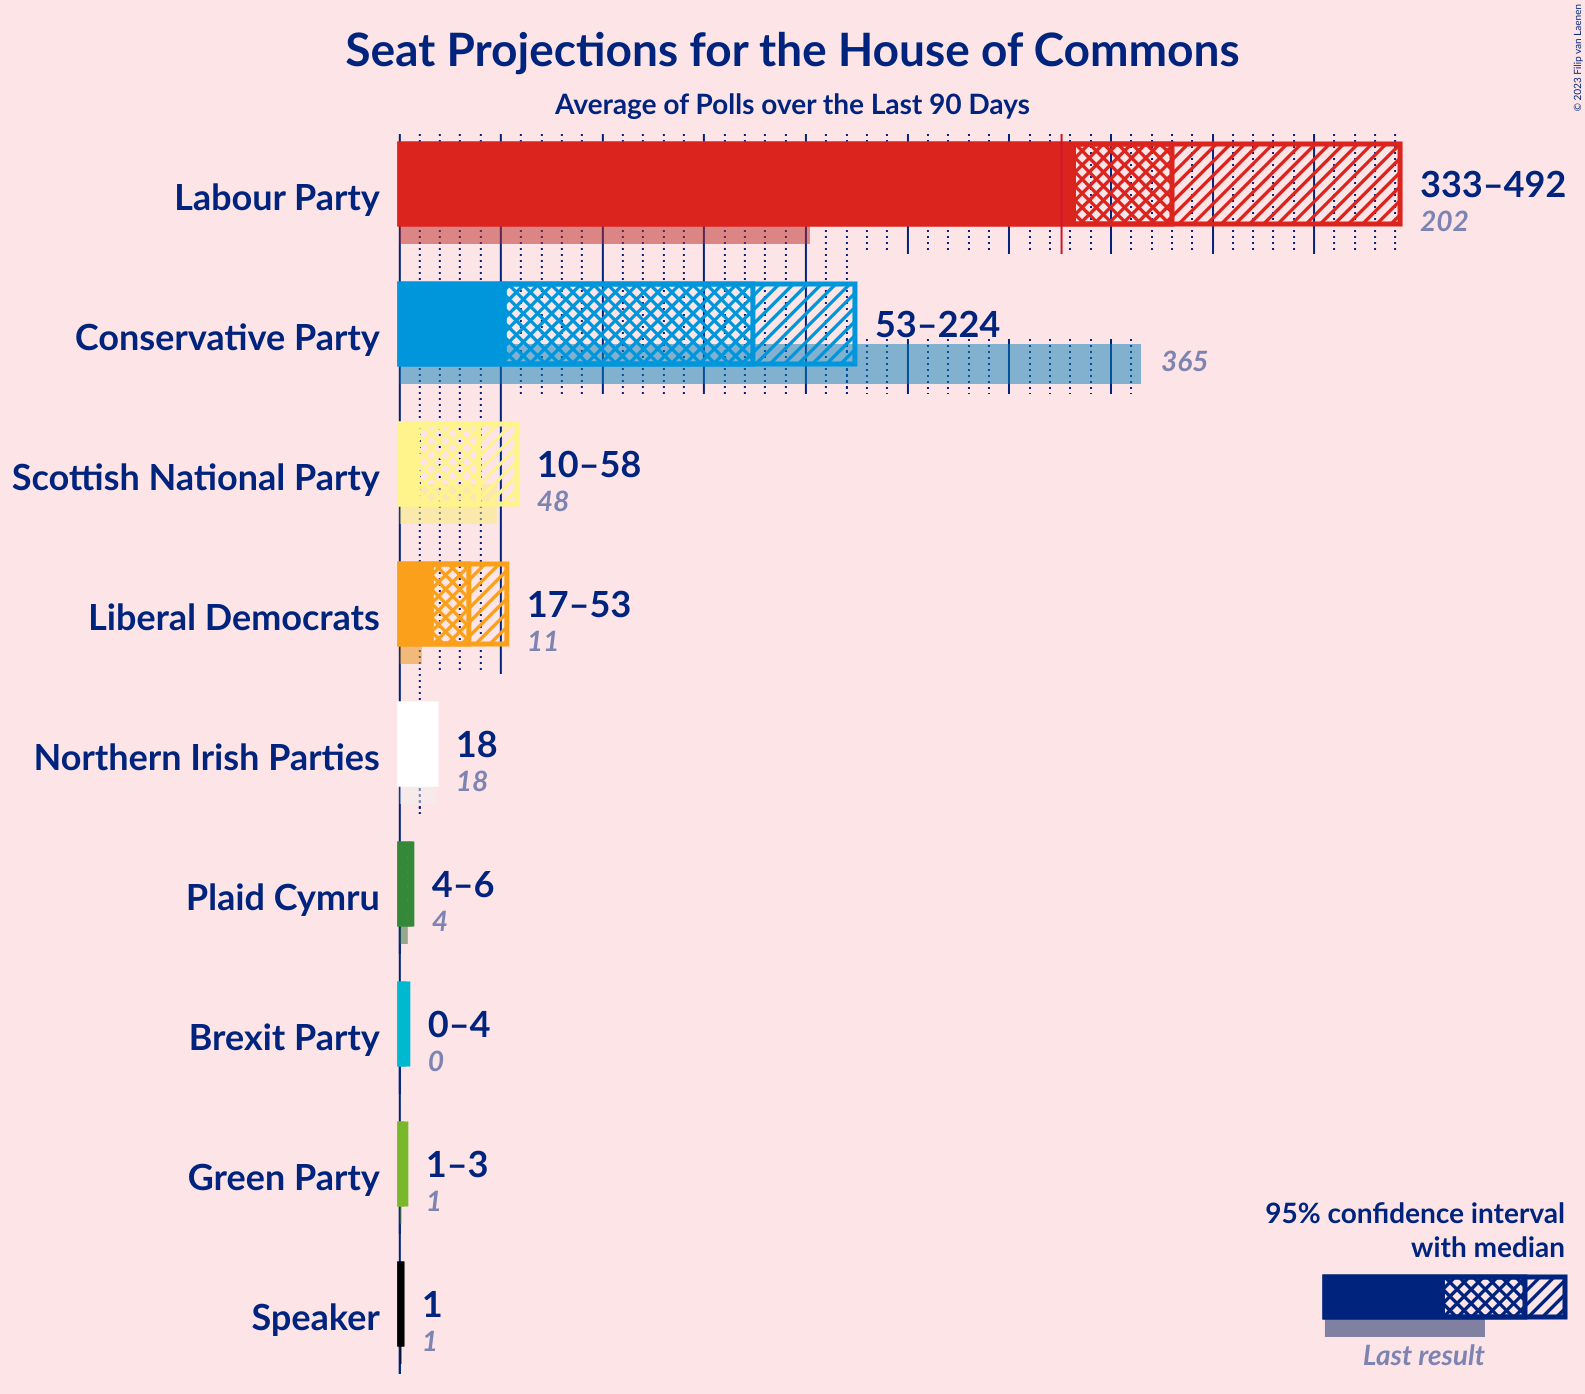 Seat Projections for the House of Commons
Average of Polls over the Last 90 Days
© 2023 Filip van Laenen
Labour Party
333–492
202
Conservative Party
53–224
365
Scottish National Party
10–58
48
Liberal Democrats
17–53
11
Northern Irish Parties
18
18
Plaid Cymru
4–6
4
Brexit Party
0–4
0
Green Party
1–3
1
Speaker
1
1
95% confidence interval
with median
Last result